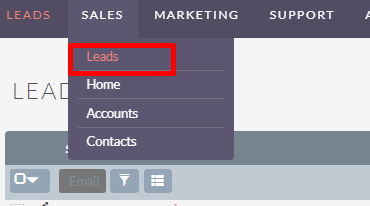 LEADS SALES MARKETING SUPPORT
Leads
LEAD
Home
Accounts
Contacts
Email